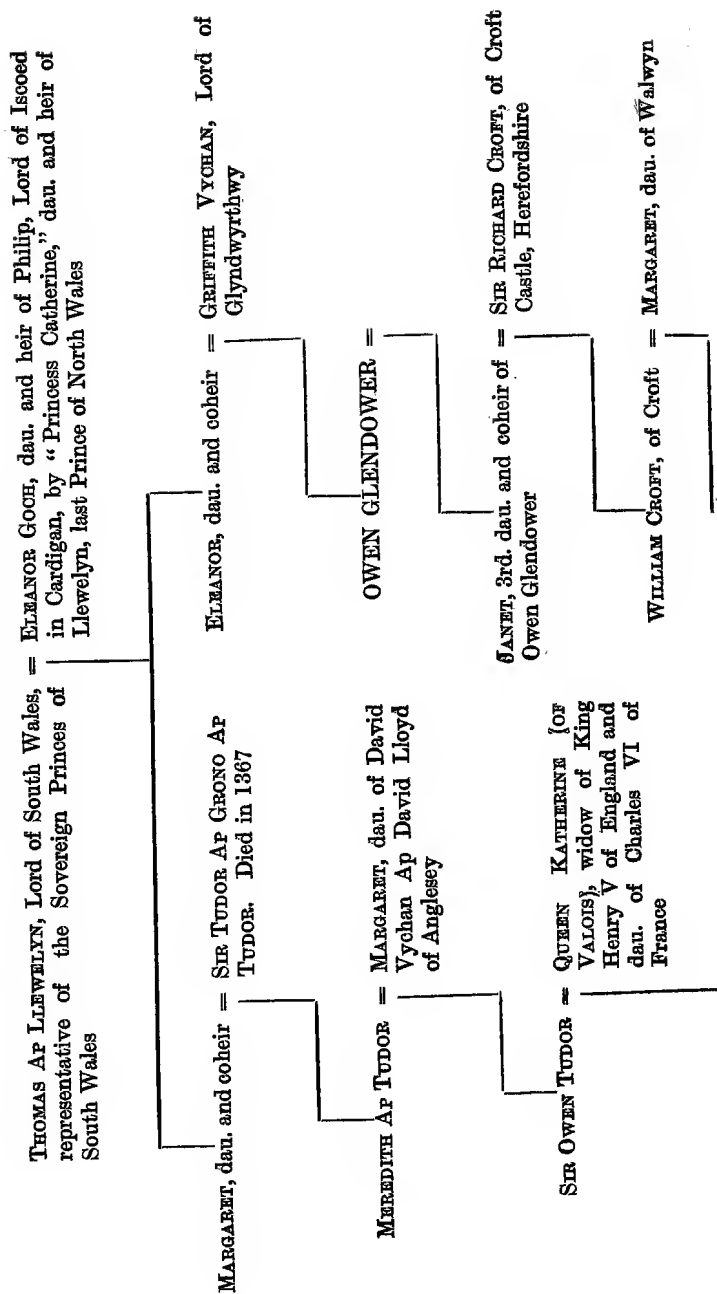 THOMAS AP LLEWELYN, Lord of South Wales, = ELEANOR GOCH, dau. and heir of Philip, Lord of Iscoed
representative of the Sovereign Princes of in Cardigan, by “Princess Catherine,” dau. and heir of
South Wales Llewelyn, last Prince of North Wales
MARGARET, dau. and coheir = SIR TUDOR AP GRONO AP
TUDOR. Died in 1367
ELEANOR, dau. and coheir = GRIFFITH VYCHAN, Lord of
Glyndwyrthwy
MEREDITH AP TUDOR = MARGARET, dau. of David
Vychan Ap David Lloyd
of Anglesey
OWEN GLENDOWER =
SIR OWEN TUDOR = QUEEN KATHERINE [OF
VALOIS], widow of King
Henry V of England and
dau. of Charles VI of
France
JANET, 3rd. dau. and coheir of = SIR RICHARD CROFT, of Croft
Owen Glendower Castle, Herefordshire
WILLIAM CROFT, of Croft = MARGARET, dau. of Walwyn